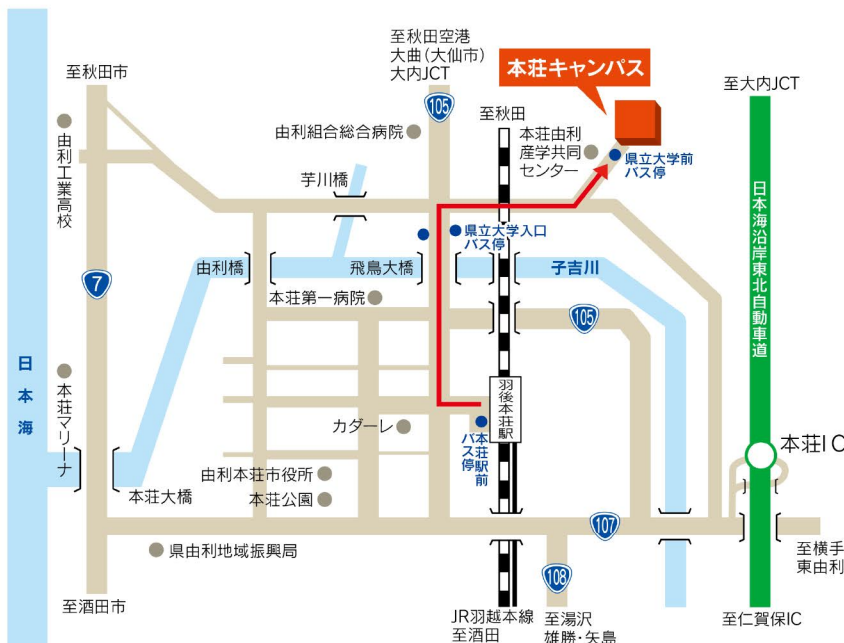 至秋田空港
大曲（大仙市）
大内JCT
至秋田市
本荘キャンパス
至大内JCT
105
至秋田
由利組合総合病院
本荘由利
産学共同
センター
県立大学前
バス停
由利工業高校
芋川橋
県立大学入口
バス停
日本海沿岸東北自動車道
由利橋
飛鳥大橋
子吉川
7
本荘第一病院
105
日本海
本荘マリーナ
羽後本荘駅
カダーレ
本荘駅前
バス停
本荘IC
由利本荘市役所
本荘大橋
本荘公園
107
県由利地域振興局
至横手
東由利
108
至酒田市
JR羽越本線
至酒田
至湯沢
雄勝・矢島
至仁賀保IC